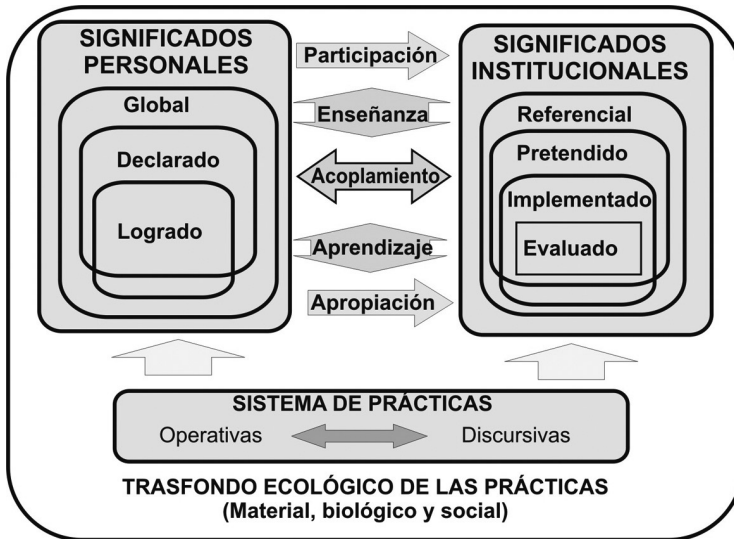 SIGNIFICADOS
PERSONALES
Global
Declarado
Logrado
Participación
Enseñanza
Acoplamiento
Aprendizaje
Apropiación
SIGNIFICADOS
INSTITUCIONALES
Referencial
Pretendido
Implementado
Evaluado
SISTEMA DE PRÁCTICAS
Operativas
Discursivas
TRASFONDO ECOLÓGICO DE LAS PRÁCTICAS
(Material, biológico y social)